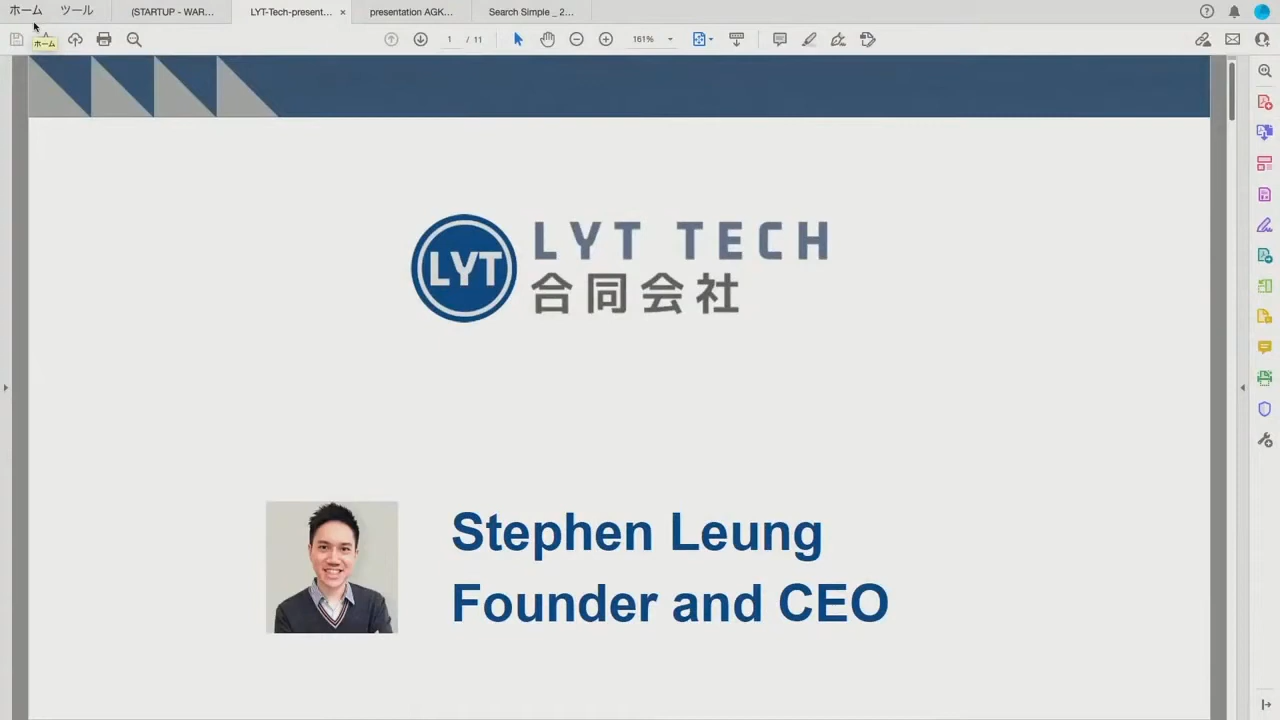 ホーム
ツール
(STARTUP - WAR...
LYT-Tech-present...
presentation AGK...
Search Simple _ 2...
ホーム
1 / 11
161%
LYT
LYT TECH
合同会社
Stephen Leung
Founder and CEO